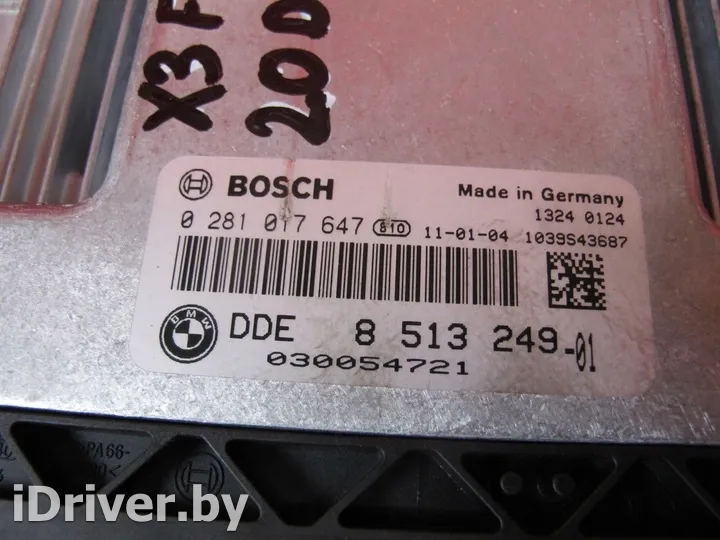 X3 F
20D
BOSCH
Made in Germany
0 281 017 647 810 11-01-04 1039S43687
1324 0124
BMW
DDE 8 513 249-01
030054721
PA66-
iDriver.by